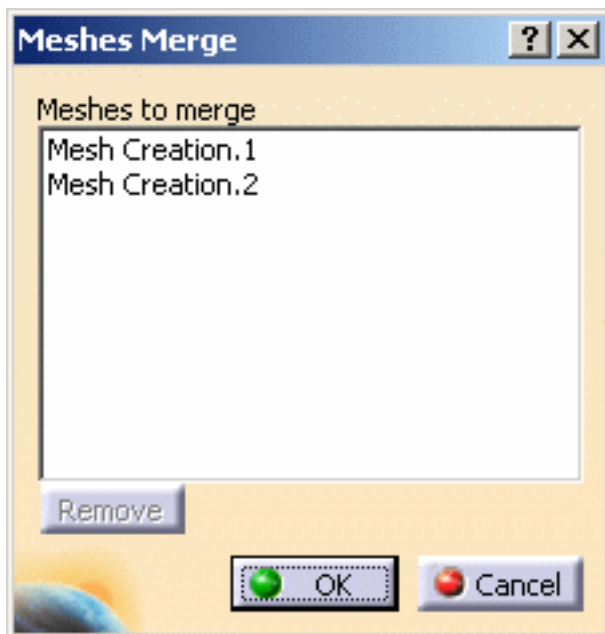 Meshes Merge
Meshes to merge
Mesh Creation.1
Mesh Creation.2
Remove
OK Cancel